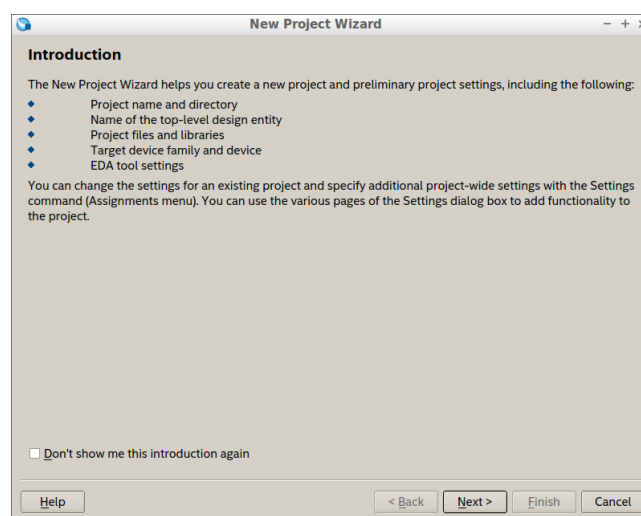 New Project Wizard
Introduction
The New Project Wizard helps you create a new project and preliminary project settings, including the following:
Project name and directory
Name of the top-level design entity
Project files and libraries
Target device family and device
EDA tool settings
You can change the settings for an existing project and specify additional project-wide settings with the Settings
command (Assignments menu). You can use the various pages of the Settings dialog box to add functionality to
the project.
Don't show me this introduction again
Help
< Back
Next >
Finish
Cancel